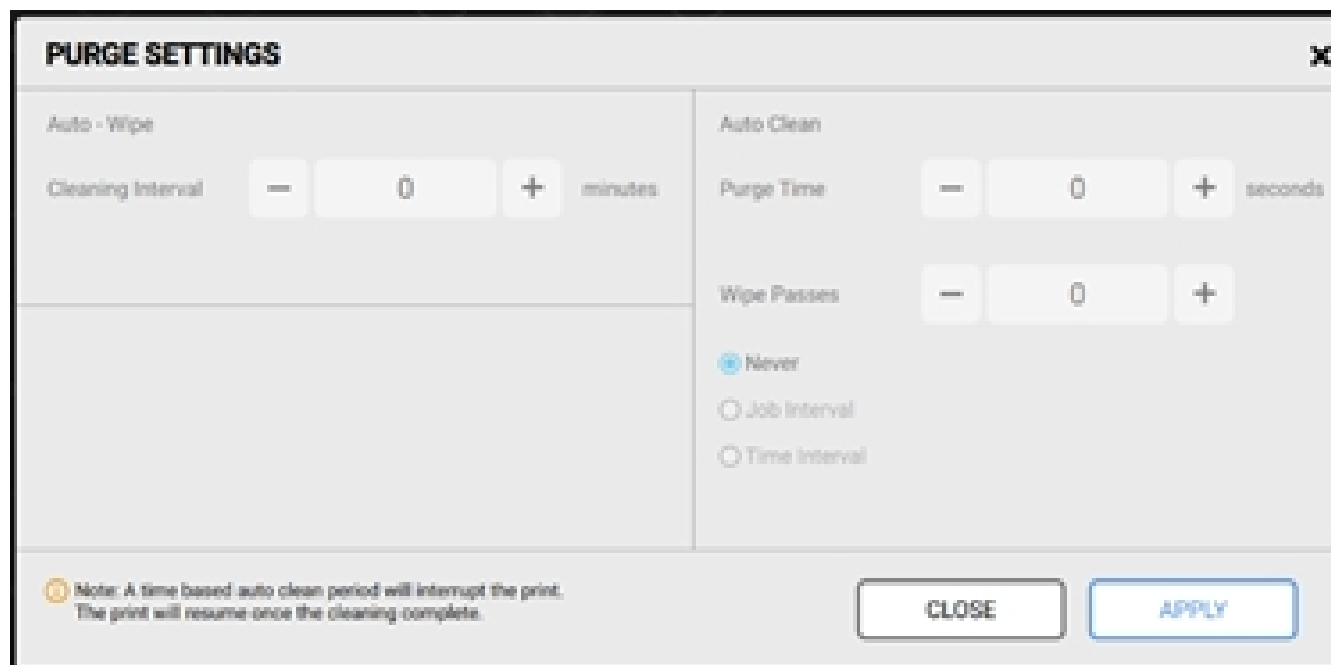 PURGE SETTINGS
Auto - Wipe
Cleaning Interval − 0 + minutes
Auto Clean
Purge Time − 0 + seconds
Wipe Passes − 0 +
Never
Job Interval
Time Interval
Note: A time based auto clean period will interrupt the print.
The print will resume once the cleaning complete.
CLOSE
APPLY